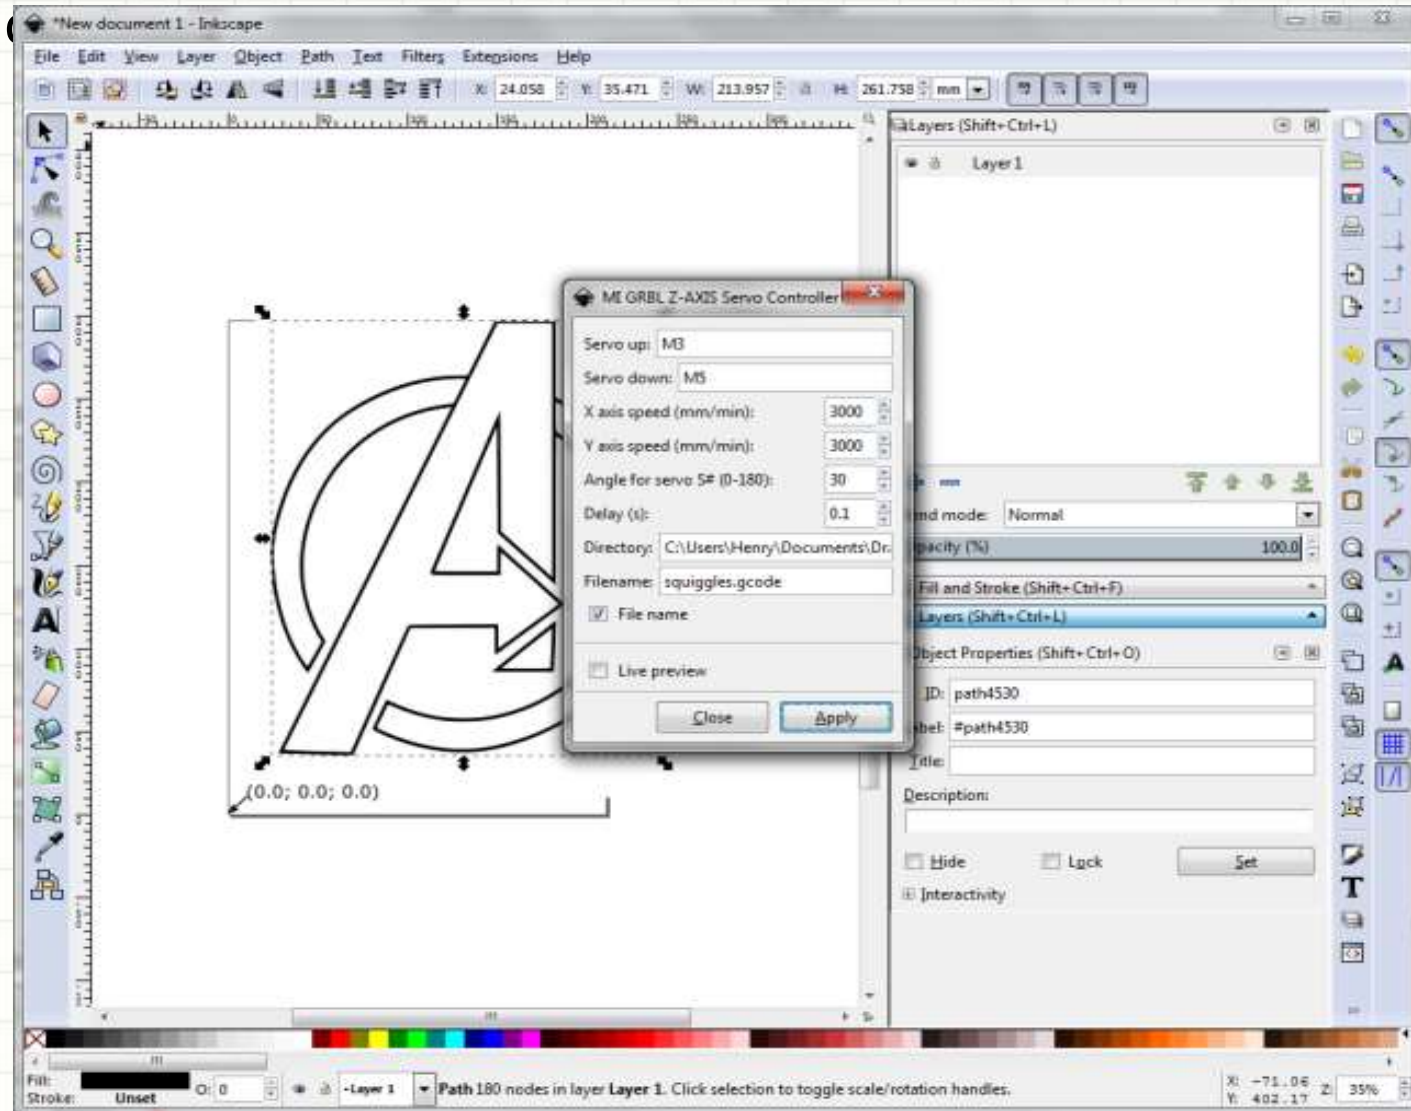 *New document 1 - Inkscape
File Edit View Layer Object Path Text Filters Extensions Help
X: 24.058 Y: 35.471 W: 213.957 H: 261.758 mm
Layers (Shift+Ctrl+L)
Layer 1
MI GRBL Z-AXIS Servo Controller
Servo up: M3
Servo down: M5
X axis speed (mm/min): 3000
Y axis speed (mm/min): 3000
Angle for servo S# (0-180): 30
Delay (s): 0.1
Directory: C:\Users\Henry\Documents\Dra
Filename: squiggles.gcode
File name
Live preview
Close Apply
nd mode: Normal
pacity (%) 100.0
Fill and Stroke (Shift+Ctrl+F)
Layers (Shift+Ctrl+L)
Object Properties (Shift+Ctrl+O)
ID: path4530
bel: #path4530
Title:
Description:
Hide Lock Set
Interactivity
(0.0; 0.0; 0.0)
Fill:
Stroke: Unset
O: 0
-Layer 1
Path 180 nodes in layer Layer 1. Click selection to toggle scale/rotation handles.
X: -71.06
Y: 402.17
Z: 35%